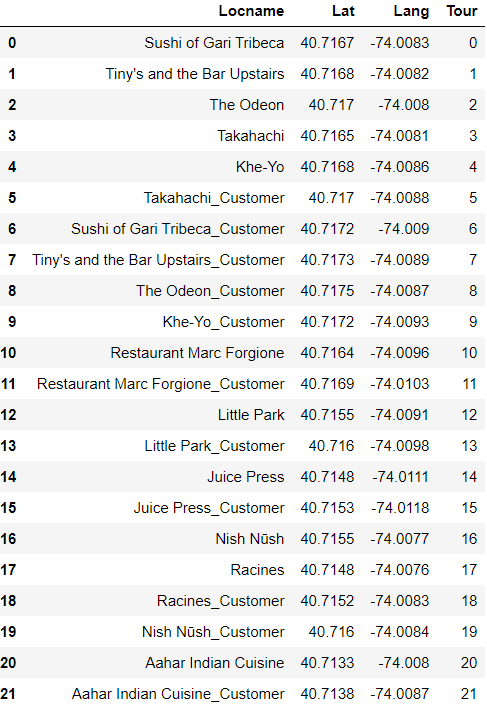 Locname Lat Lang Tour
0 Sushi of Gari Tribeca 40.7167 -74.0083 0
1 Tiny's and the Bar Upstairs 40.7168 -74.0082 1
2 The Odeon 40.717 -74.008 2
3 Takahachi 40.7165 -74.0081 3
4 Khe-Yo 40.7168 -74.0086 4
5 Takahachi_Customer 40.717 -74.0088 5
6 Sushi of Gari Tribeca_Customer 40.7172 -74.009 6
7 Tiny's and the Bar Upstairs_Customer 40.7173 -74.0089 7
8 The Odeon_Customer 40.7175 -74.0087 8
9 Khe-Yo_Customer 40.7172 -74.0093 9
10 Restaurant Marc Forgione 40.7164 -74.0096 10
11 Restaurant Marc Forgione_Customer 40.7169 -74.0103 11
12 Little Park 40.7155 -74.0091 12
13 Little Park_Customer 40.716 -74.0098 13
14 Juice Press 40.7148 -74.0111 14
15 Juice Press_Customer 40.7153 -74.0118 15
16 Nish Nūsh 40.7155 -74.0077 16
17 Racines 40.7148 -74.0076 17
18 Racines_Customer 40.7152 -74.0083 18
19 Nish Nūsh_Customer 40.716 -74.0084 19
20 Aahar Indian Cuisine 40.7133 -74.008 20
21 Aahar Indian Cuisine_Customer 40.7138 -74.0087 21